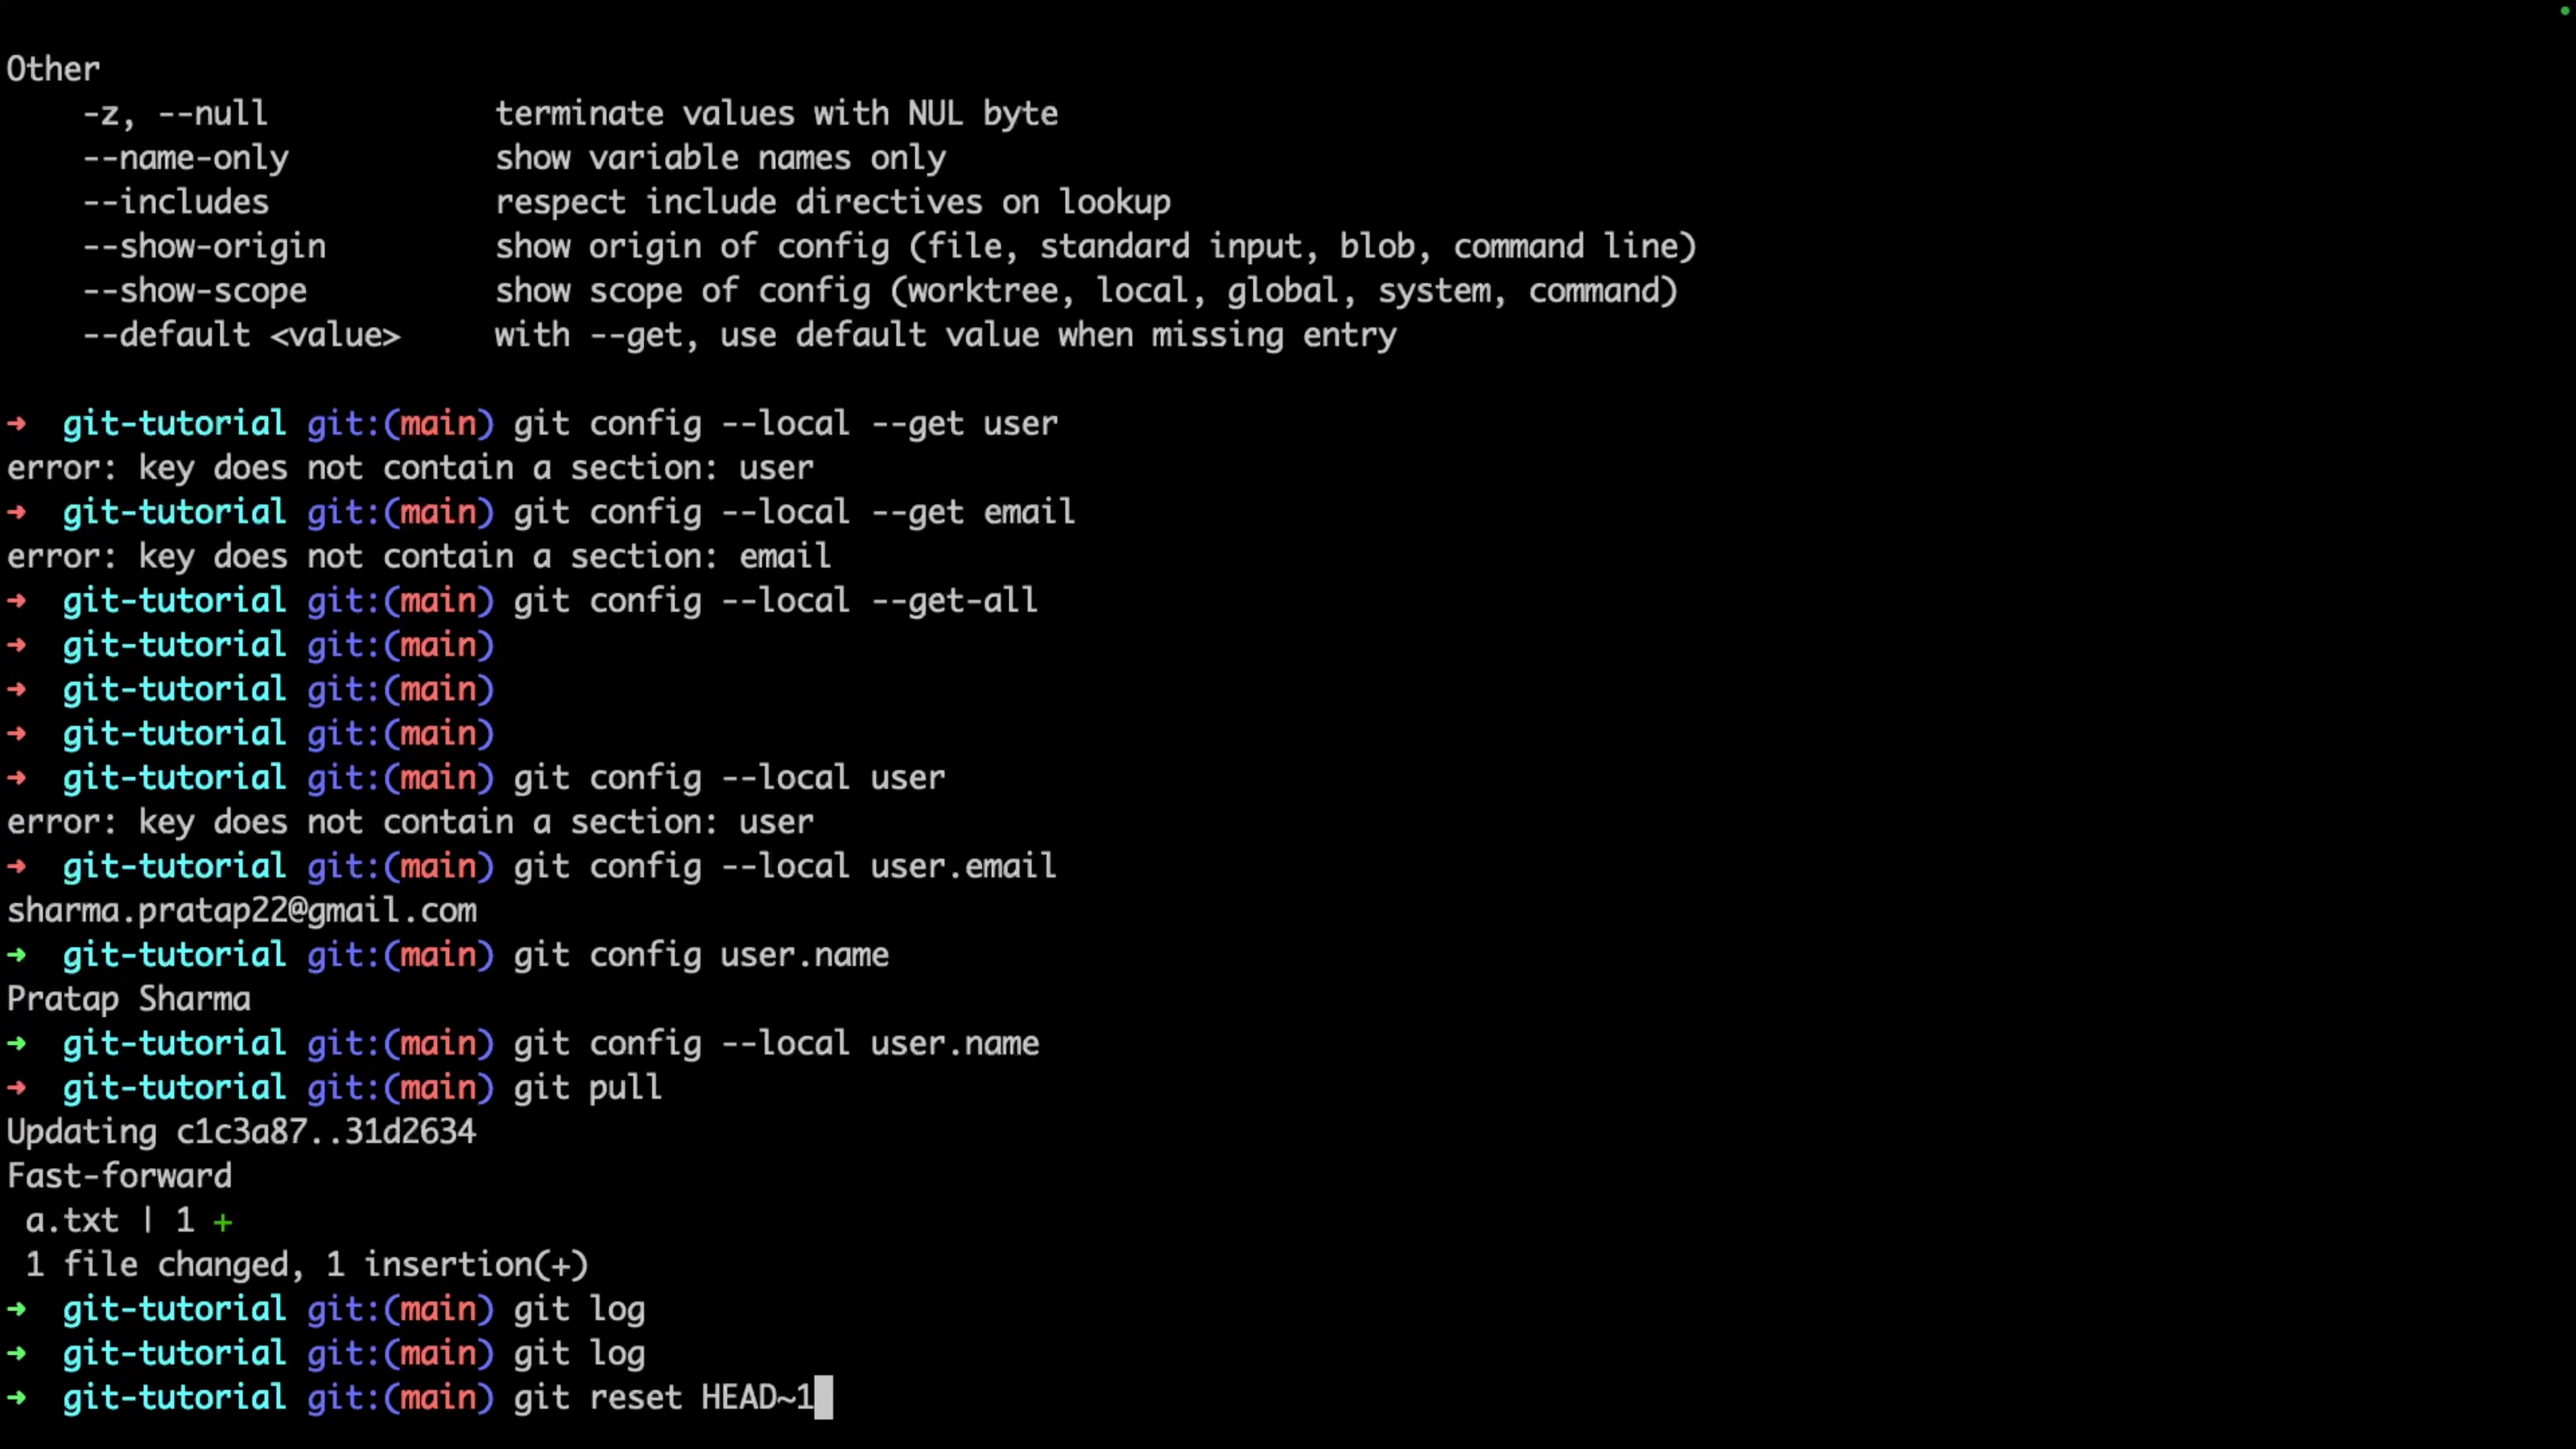 Other
    -z, --null            terminate values with NUL byte
    --name-only           show variable names only
    --includes            respect include directives on lookup
    --show-origin         show origin of config (file, standard input, blob, command line)
    --show-scope          show scope of config (worktree, local, global, system, command)
    --default <value>     with --get, use default value when missing entry
➜  git-tutorial git:(main) git config --local --get user
error: key does not contain a section: user
➜  git-tutorial git:(main) git config --local --get email
error: key does not contain a section: email
➜  git-tutorial git:(main) git config --local --get-all
➜  git-tutorial git:(main)
➜  git-tutorial git:(main)
➜  git-tutorial git:(main)
➜  git-tutorial git:(main) git config --local user
error: key does not contain a section: user
➜  git-tutorial git:(main) git config --local user.email
sharma.pratap22@gmail.com
➜  git-tutorial git:(main) git config user.name
Pratap Sharma
➜  git-tutorial git:(main) git config --local user.name
➜  git-tutorial git:(main) git pull
Updating c1c3a87..31d2634
Fast-forward
 a.txt | 1 +
 1 file changed, 1 insertion(+)
➜  git-tutorial git:(main) git log
➜  git-tutorial git:(main) git log
➜  git-tutorial git:(main) git reset HEAD~1